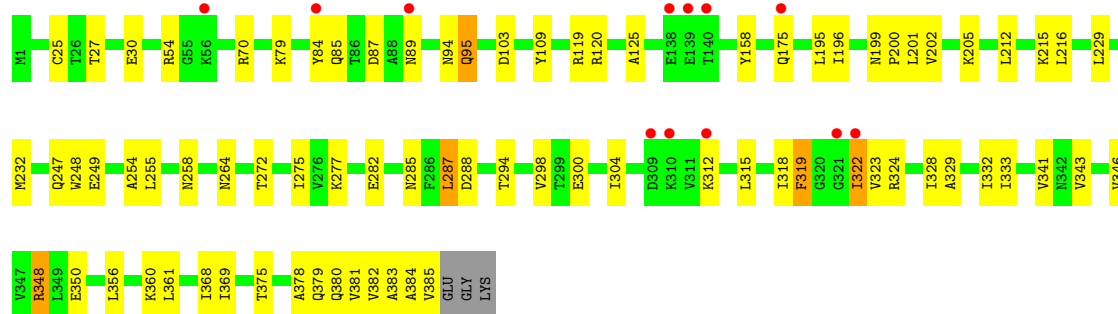 M1 C25 T26 T27 E30 R54 G55 K56 R70 K79 Y84 Q85 T86 D87 A88 N89 N94 Q95 D103 Y109 R119 R120 A125 E138 E139 T140 Y158 Q175 L195 I196 N199 P200 L201 V202 K205 L212 K215 L216 L229
M232 Q247 W248 E249 A254 L255 N258 N264 T272 I275 V276 K277 E282 N285 F286 L287 D288 T294 V298 T299 E300 I304 D309 K310 V311 K312 L315 I318 F319 G320 G321 I322 V323 R324 I328 A329 I332 I333 V341 N342 V343 V346
V347 R348 L349 E350 L356 K360 L361 I368 I369 T375 A378 Q379 Q380 V381 V382 A383 A384 V385 GLU GLY LYS